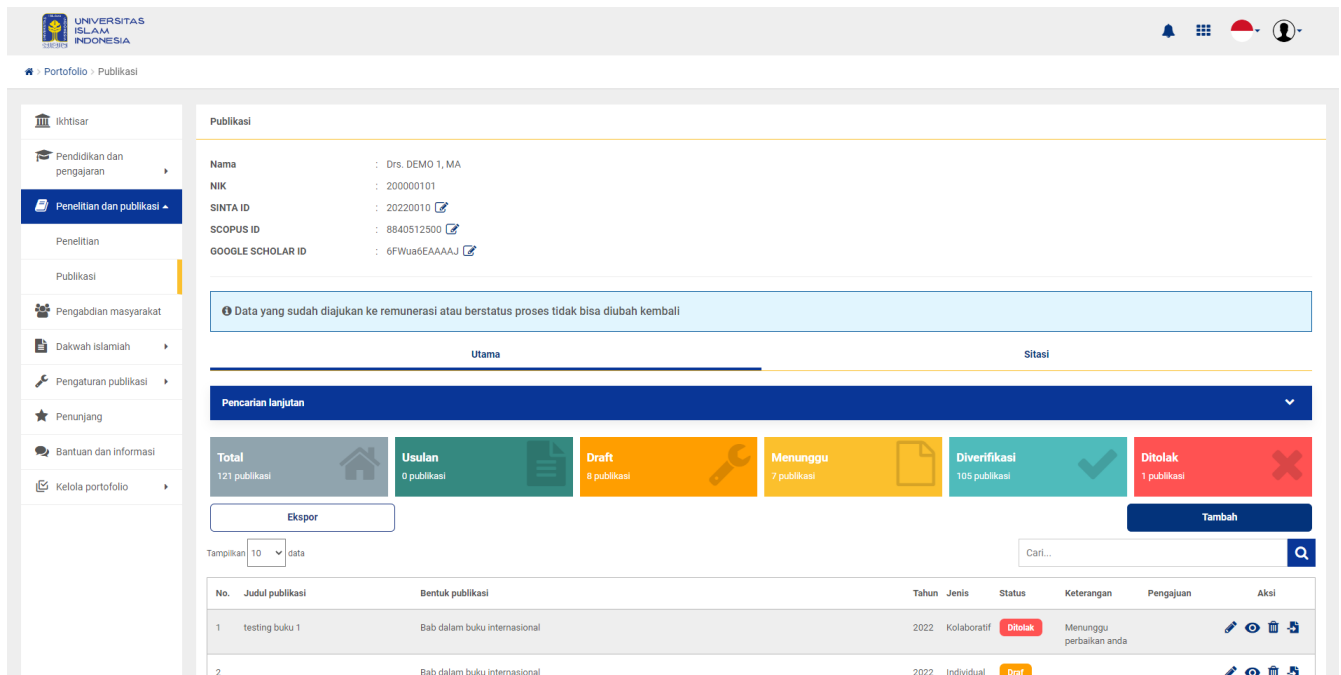 UNIVERSITAS
ISLAM
INDONESIA
Portofolio > Publikasi
Ikhtisar
Pendidikan dan
pengajaran
Penelitian dan publikasi
Penelitian
Publikasi
Pengabdian masyarakat
Dakwah islamiah
Pengaturan publikasi
Penunjang
Bantuan dan informasi
Kelola portofolio
Publikasi
Nama : Drs. DEMO 1, MA
NIK : 200000101
SINTA ID : 20220010
SCOPUS ID : 8840512500
GOOGLE SCHOLAR ID : 6FWua6EAAAAJ
Data yang sudah diajukan ke remunerasi atau berstatus proses tidak bisa diubah kembali
Utama Sitasi
Pencarian lanjutan
Total
121 publikasi
Usulan
0 publikasi
Draft
8 publikasi
Menunggu
7 publikasi
Diverifikasi
105 publikasi
Ditolak
1 publikasi
Ekspor Tambah
Tampilkan 10 data Cari...
No. Judul publikasi Bentuk publikasi Tahun Jenis Status Keterangan Pengajuan Aksi
1 testing buku 1 Bab dalam buku internasional 2022 Kolaboratif Ditolak Menunggu
perbaikan anda
2 Bab dalam buku internasional 2022 Individual Draf